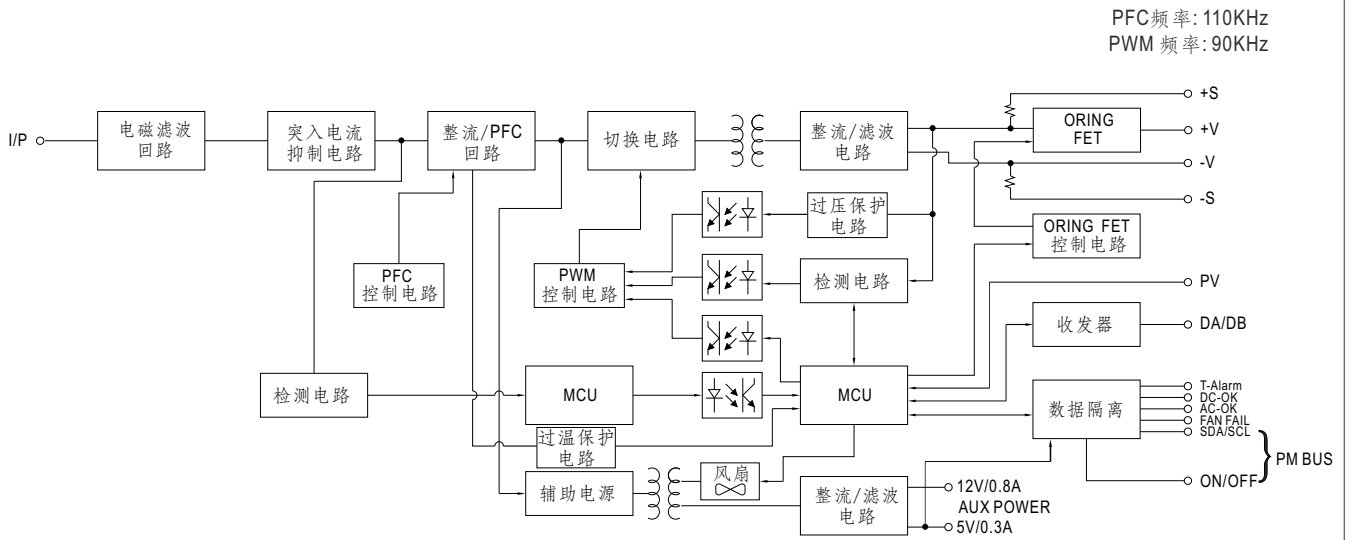 PFC频率: 110KHz
PWM 频率: 90KHz
I/P
电磁滤波
回路
突入电流
抑制电路
整流/PFC
回路
切换电路
整流/滤波
电路
+S
ORING
FET
+V
-V
-S
过压保护
电路
ORING FET
控制电路
PFC
控制电路
PWM
控制电路
检测电路
PV
收发器
DA/DB
检测电路
MCU
MCU
数据隔离
T-Alarm
DC-OK
AC-OK
FAN FAIL
SDA/SCL
PM BUS
ON/OFF
过温保护
电路
辅助电源
风扇
整流/滤波
电路
12V/0.8A
AUX POWER
5V/0.3A